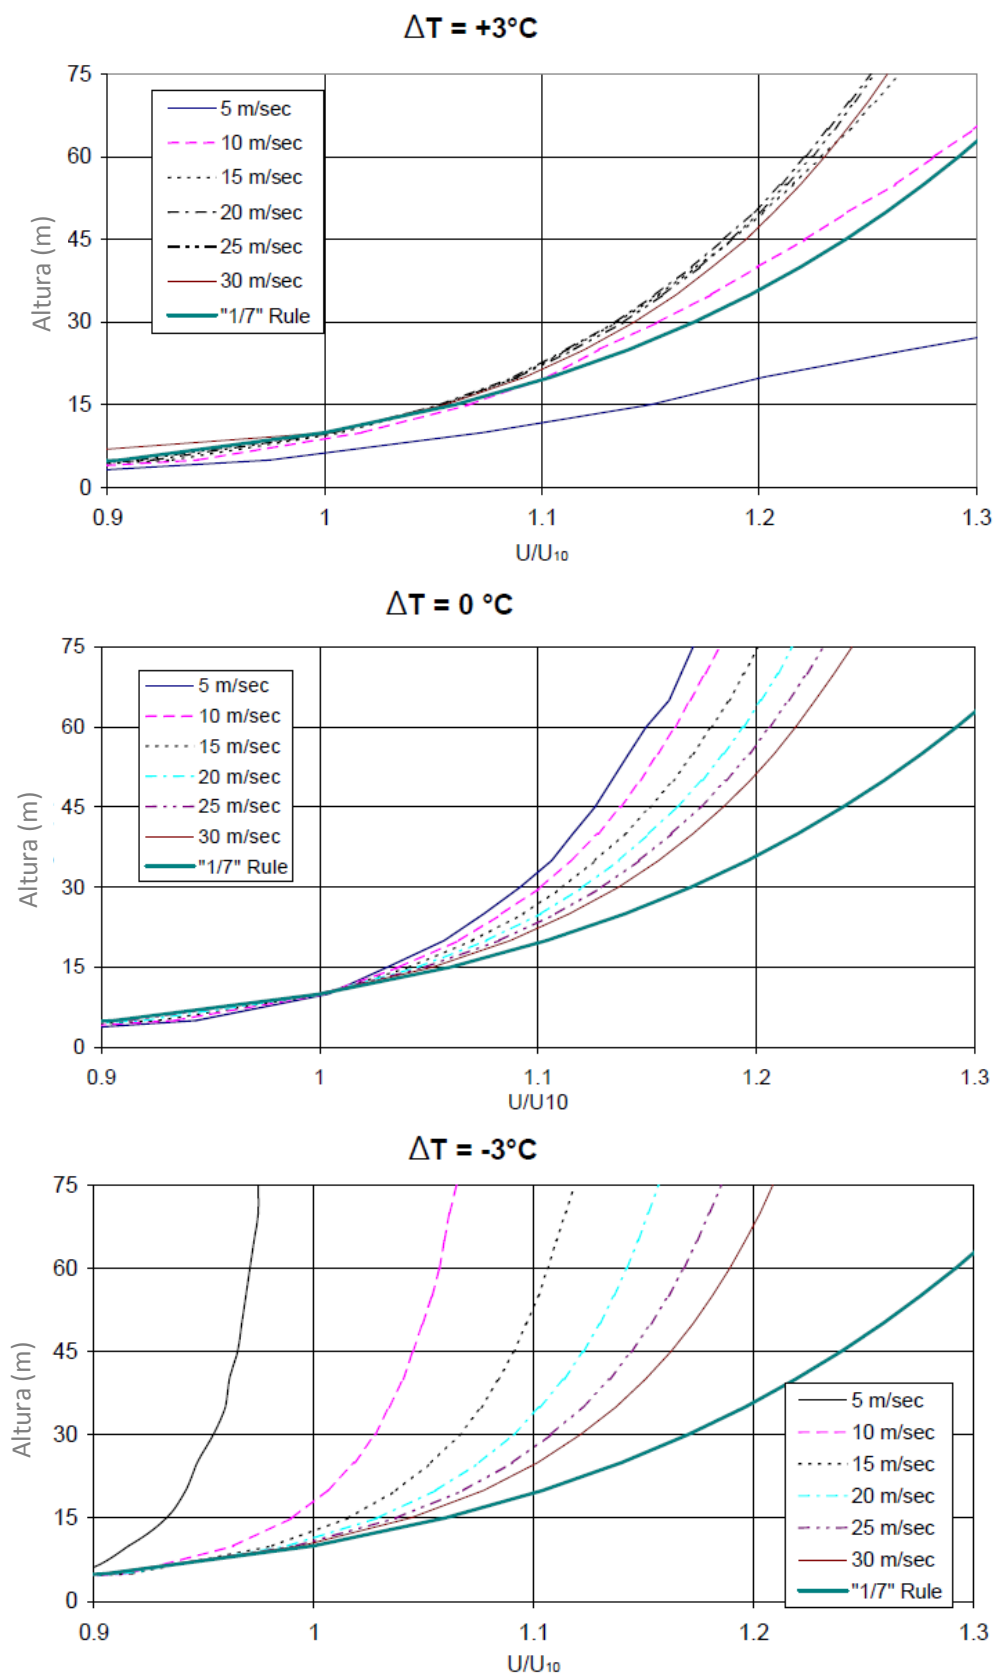 ΔT = +3°C
75
60
45
30
15
0
Altura (m)
5 m/sec
10 m/sec
15 m/sec
20 m/sec
25 m/sec
30 m/sec
"1/7" Rule
0.9 1 1.1 1.2 1.3
U/U₁₀
ΔT = 0 °C
75
60
45
30
15
0
Altura (m)
5 m/sec
10 m/sec
15 m/sec
20 m/sec
25 m/sec
30 m/sec
"1/7" Rule
0.9 1 1.1 1.2 1.3
U/U10
ΔT = -3°C
75
60
45
30
15
0
Altura (m)
5 m/sec
10 m/sec
15 m/sec
20 m/sec
25 m/sec
30 m/sec
"1/7" Rule
0.9 1 1.1 1.2 1.3
U/U₁₀